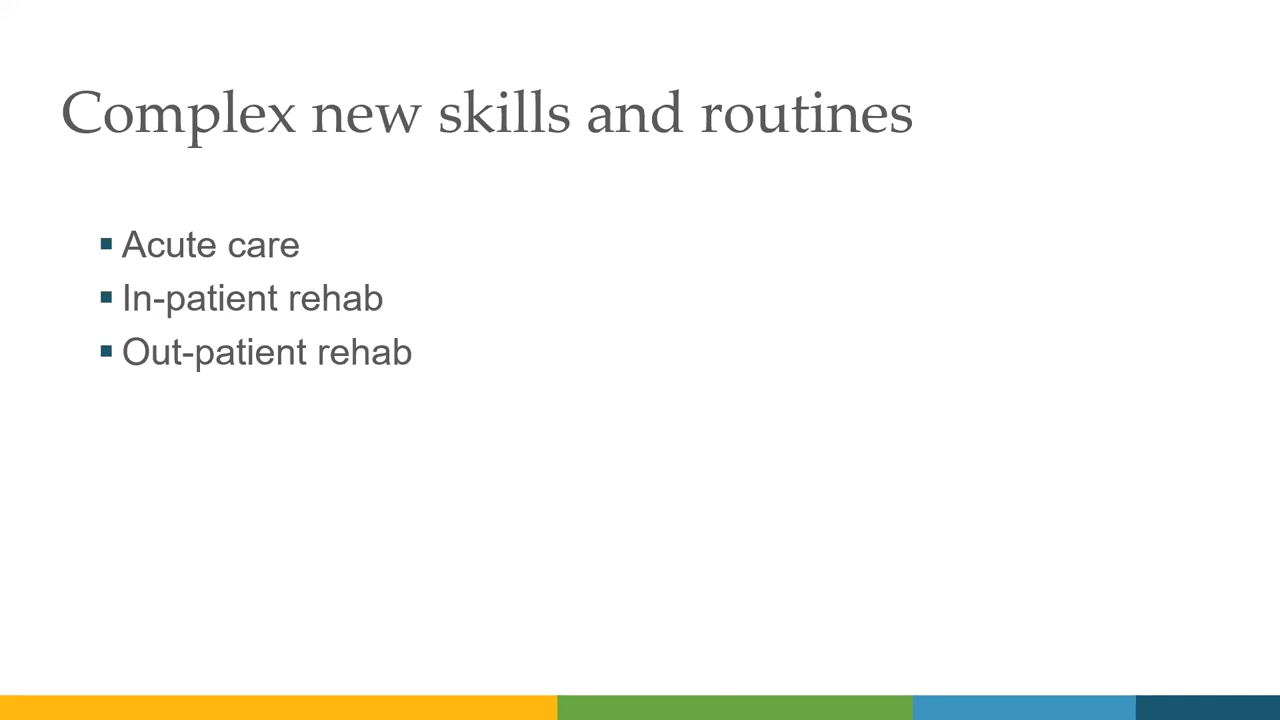 Complex new skills and routines
▪ Acute care
▪ In-patient rehab
▪ Out-patient rehab